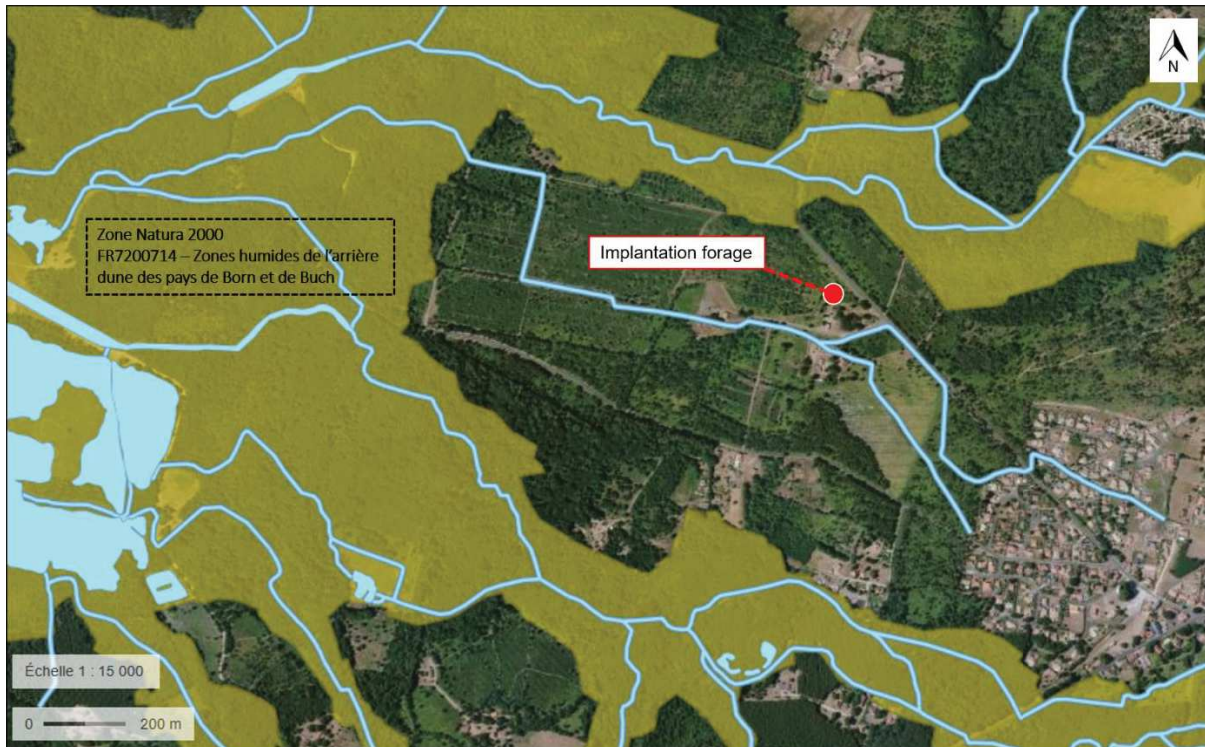 N
Zone Natura 2000
FR7200714 – Zones humides de l'arrière
dune des pays de Born et de Buch
Implantation forage
Échelle 1 : 15 000
0 200 m